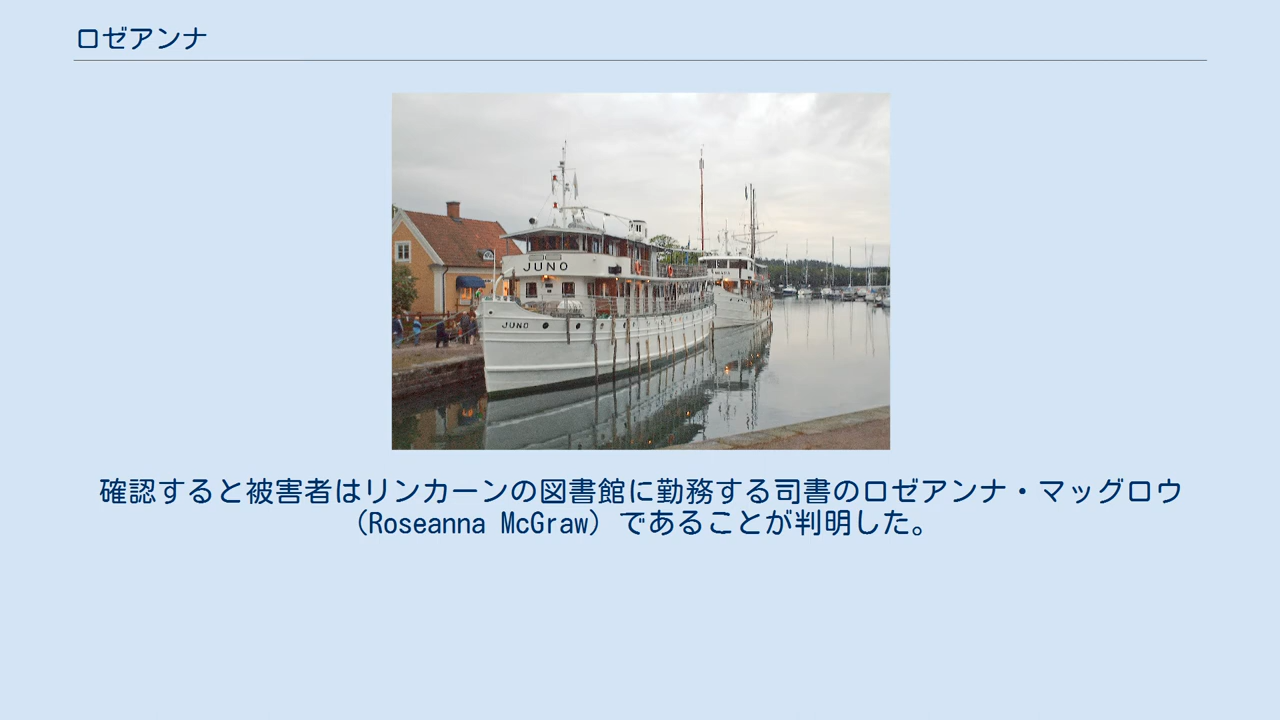 ロゼアンナ
JUNO
JUNO
確認すると被害者はリンカーンの図書館に勤務する司書のロゼアンナ・マッグロウ
（Roseanna McGraw）であることが判明した。